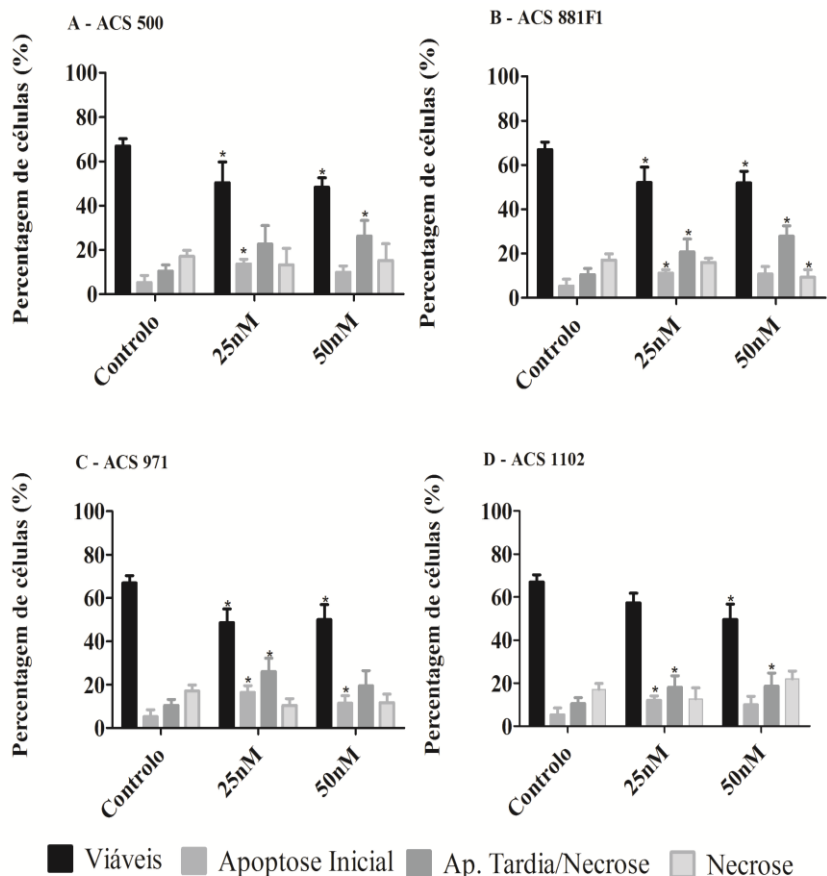 A - ACS 500
Percentagem de células (%)
100
80
60
40
20
0
*
*
*
*
Controlo
25nM
50nM
B - ACS 881F1
Percentagem de células (%)
100
80
60
40
20
0
*
*
*
*
*
*
Controlo
25nM
50nM
C - ACS 971
Percentagem de células (%)
100
80
60
40
20
0
*
*
*
*
*
Controlo
25nM
50nM
D - ACS 1102
Percentagem de células (%)
100
80
60
40
20
0
*
*
*
*
Controlo
25nM
50nM
Viáveis Apoptose Inicial Ap. Tardia/Necrose Necrose